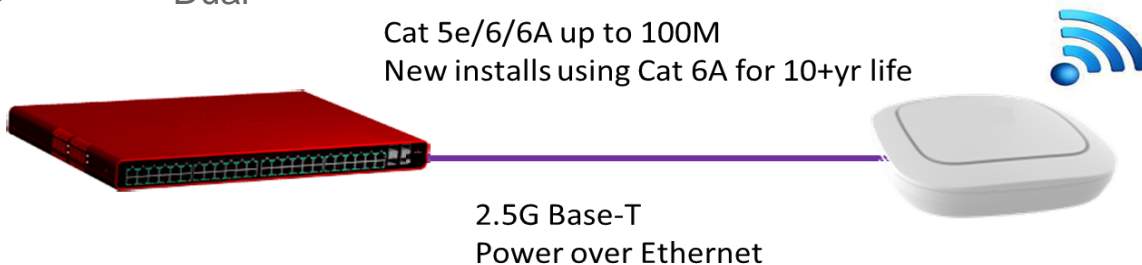 Dual
Cat 5e/6/6A up to 100M
New installs using Cat 6A for 10+yr life
2.5G Base-T
Power over Ethernet